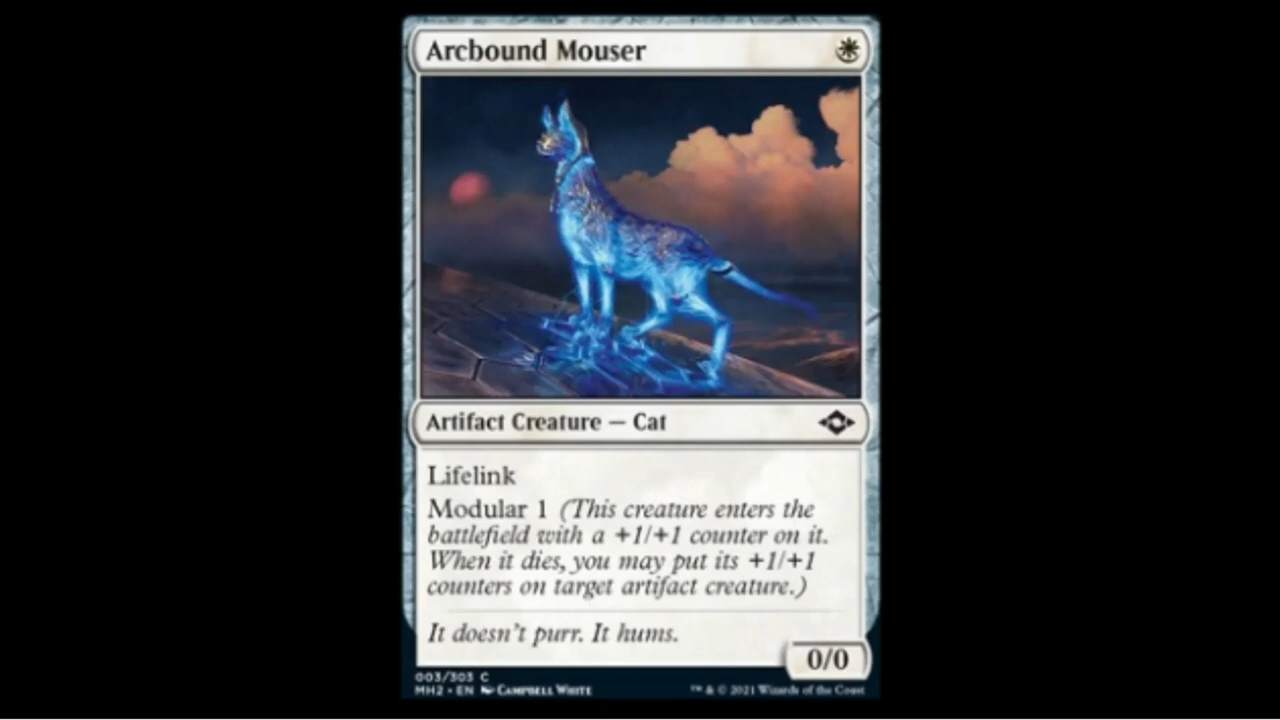 Arcbound Mouser
Artifact Creature — Cat
Lifelink
Modular 1 (This creature enters the
battlefield with a +1/+1 counter on it.
When it dies, you may put its +1/+1
counters on target artifact creature.)
It doesn't purr. It hums.
0/0
003/303 C
MH2 • EN Campbell White
™ & © 2021 Wizards of the Coast